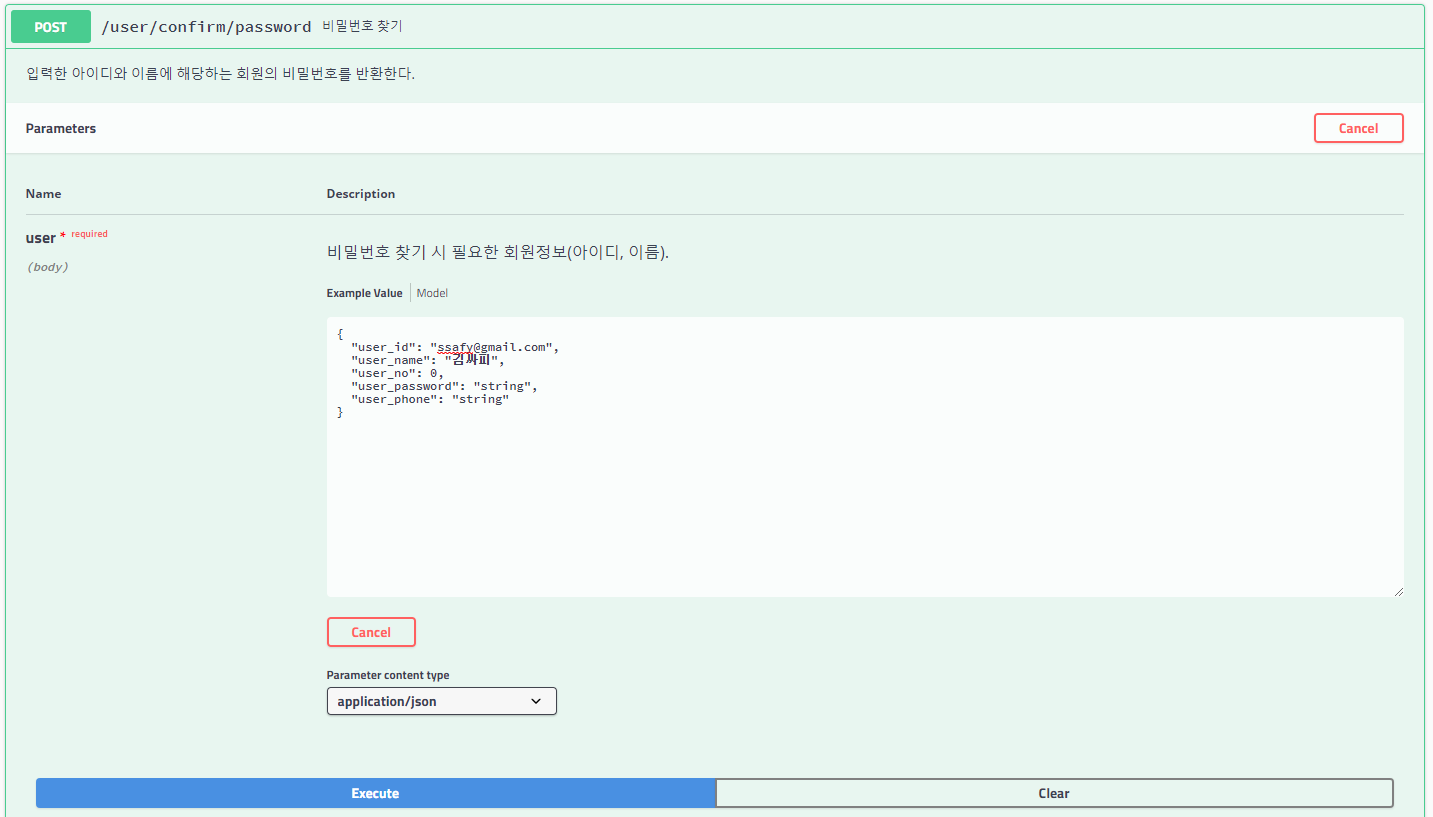 POST /user/confirm/password 비밀번호 찾기
입력한 아이디와 이름에 해당하는 회원의 비밀번호를 반환한다.
Parameters Cancel
Name Description
user * required
(body)
비밀번호 찾기 시 필요한 회원정보(아이디, 이름).
Example Value Model
{
"user_id": "ssafy@gmail.com",
"user_name": "김싸피",
"user_no": 0,
"user_password": "string",
"user_phone": "string"
}
Cancel
Parameter content type
application/json
Execute Clear